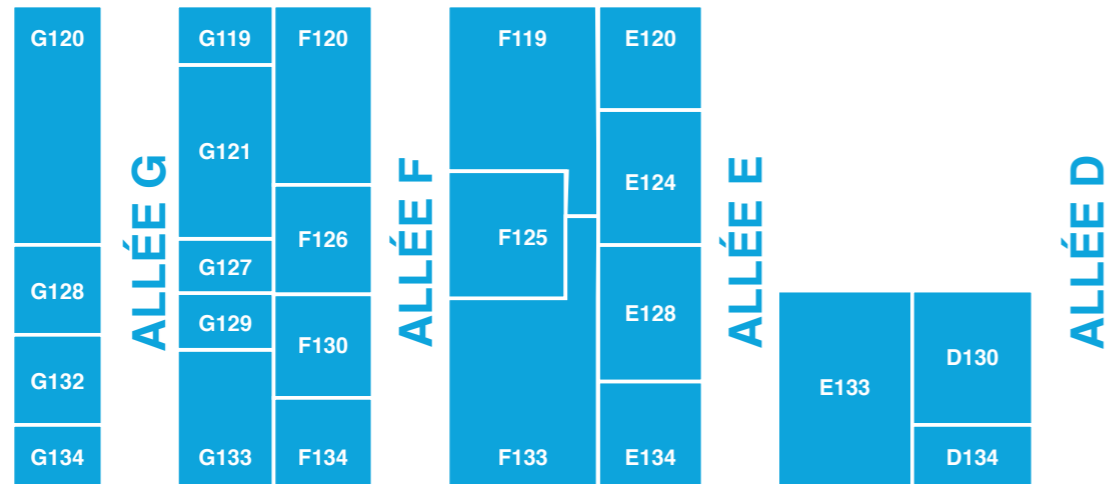 G120
G119
F120
F119
E120
G121
E124
F125
F126
G127
G128
G129
E128
F130
G132
E133
D130
G134
G133
F134
F133
E134
D134
ALLÉE G
ALLÉE F
ALLÉE E
ALLÉE D